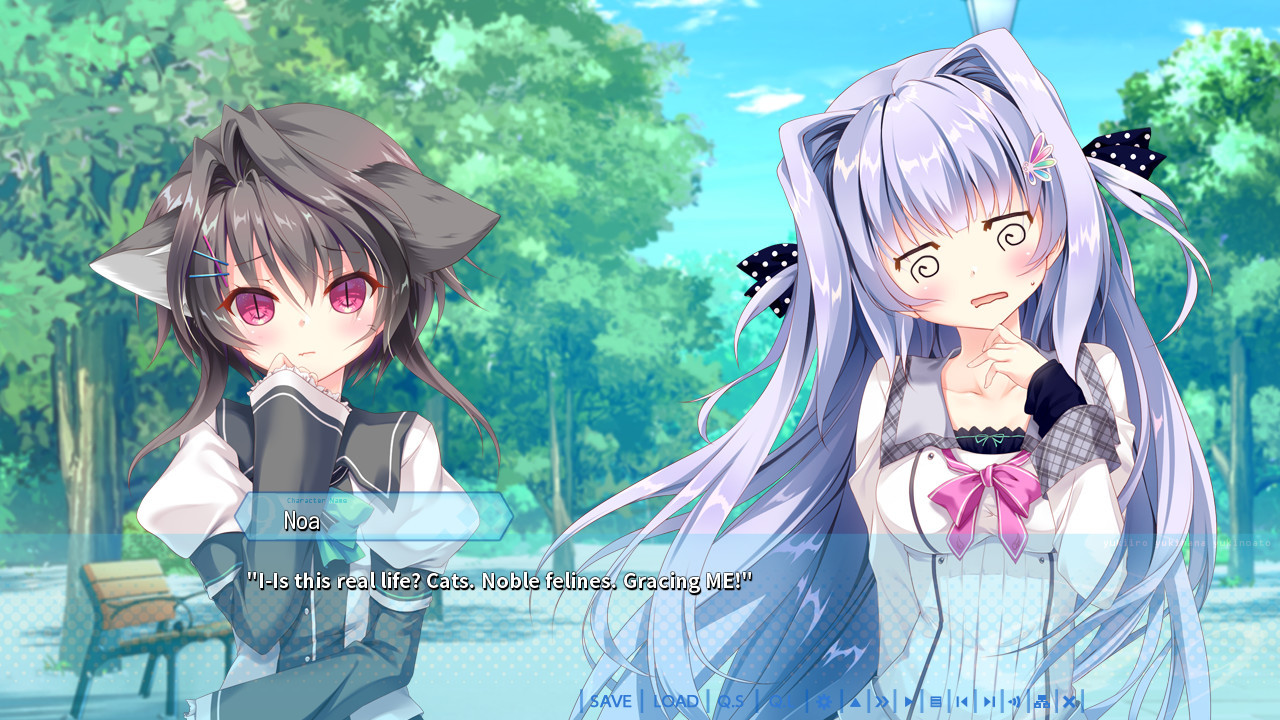 Character Name
Noa
"I-Is this real life? Cats. Noble felines. Gracing ME!"
SAVE LOAD Q.S